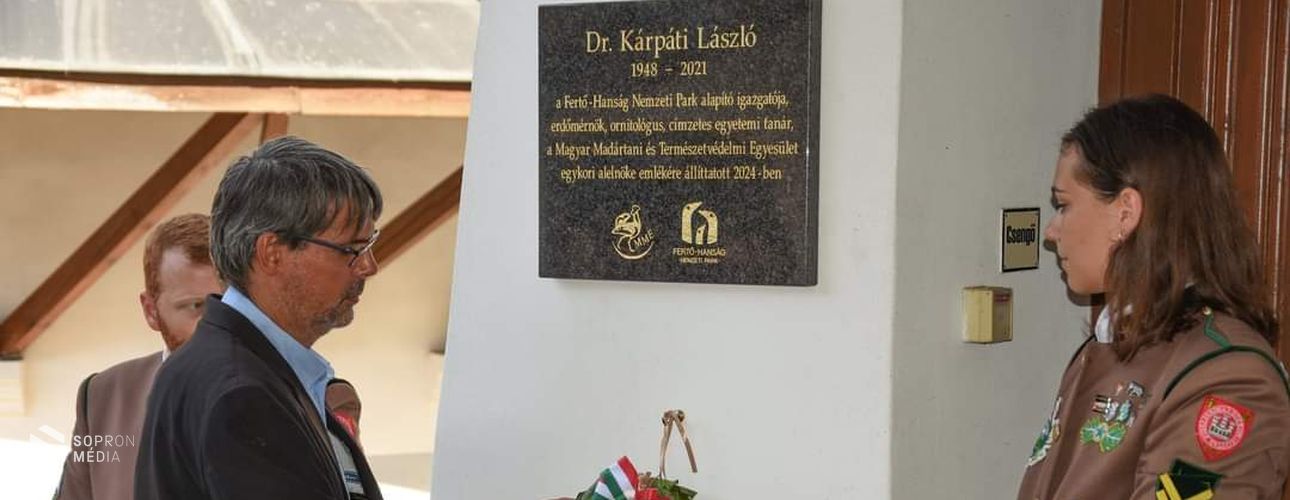 Dr. Kárpáti László
1948 – 2021
a Fertő-Hanság Nemzeti Park alapító igazgatója,
erdőmérnök, ornitológus, címzetes egyetemi tanár,
a Magyar Madártani és Természetvédelmi Egyesület
egykori alelnöke emlékére állíttatott 2024-ben
MME
FERTŐ-HANSÁG
NEMZETI PARK
Csengő
SOPRON
MÉDIA